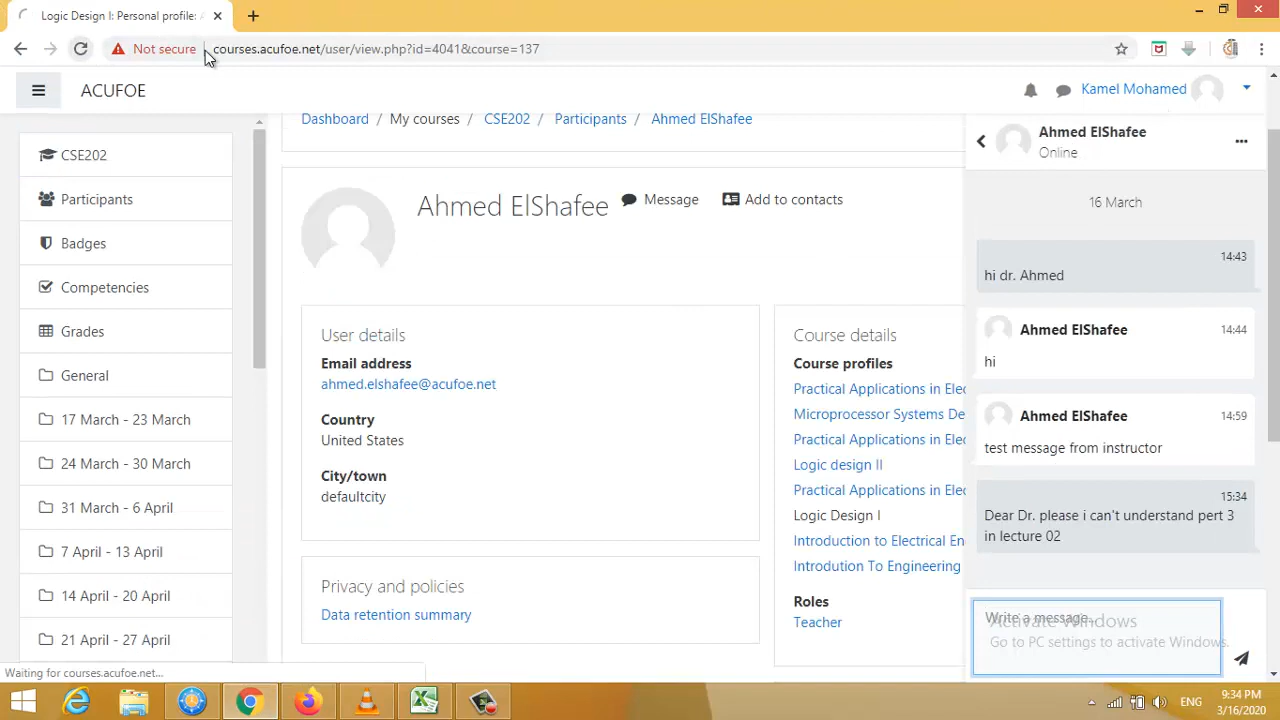 Logic Design I: Personal profile:
Not secure
courses.acufoe.net/user/view.php?id=4041&course=137
ACUFOE
Kamel Mohamed
Dashboard / My courses / CSE202 / Participants / Ahmed ElShafee
CSE202
Participants
Badges
Competencies
Grades
General
17 March - 23 March
24 March - 30 March
31 March - 6 April
7 April - 13 April
14 April - 20 April
21 April - 27 April
Ahmed ElShafee
Message
Add to contacts
User details
Email address
ahmed.elshafee@acufoe.net
Country
United States
City/town
defaultcity
Privacy and policies
Data retention summary
Course details
Course profiles
Practical Applications in Elec
Microprocessor Systems De
Practical Applications in Elec
Logic design II
Practical Applications in Elec
Logic Design I
Introduction to Electrical En
Introdution To Engineering
Roles
Teacher
Ahmed ElShafee
Online
16 March
14:43
hi dr. Ahmed
Ahmed ElShafee 14:44
hi
Ahmed ElShafee 14:59
test message from instructor
15:34
Dear Dr. please i can't understand pert 3
in lecture 02
Write a message...
Activate Windows
Go to PC settings to activate Windows.
Waiting for courses.acufoe.net...
ENG
9:34 PM
3/16/2020